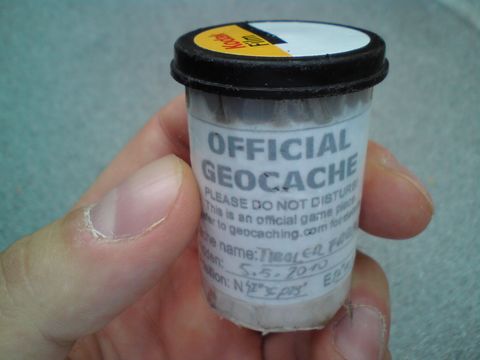 Kodak
Film
OFFICIAL
GEOCACHE
PLEASE DO NOT DISTURB
This is an official game piece
to geocaching.com for
name:
5.5.2010
N